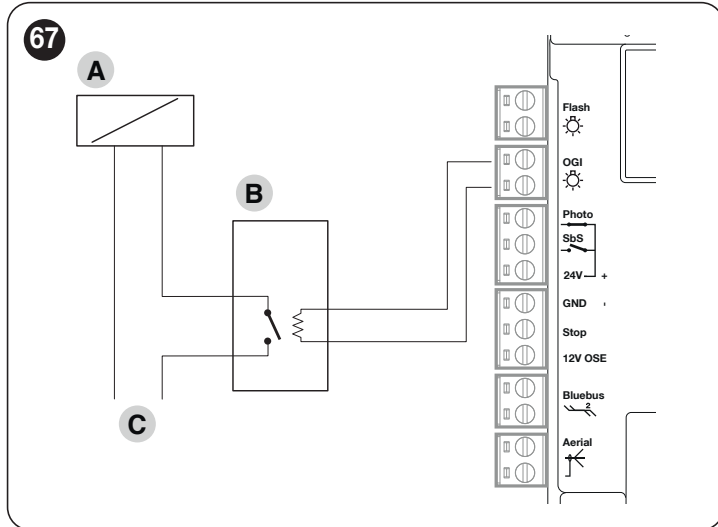 67
A
B
C
Flash
OGI
Photo
SbS
24V +
GND -
Stop
12V OSE
Bluebus
2
Aerial